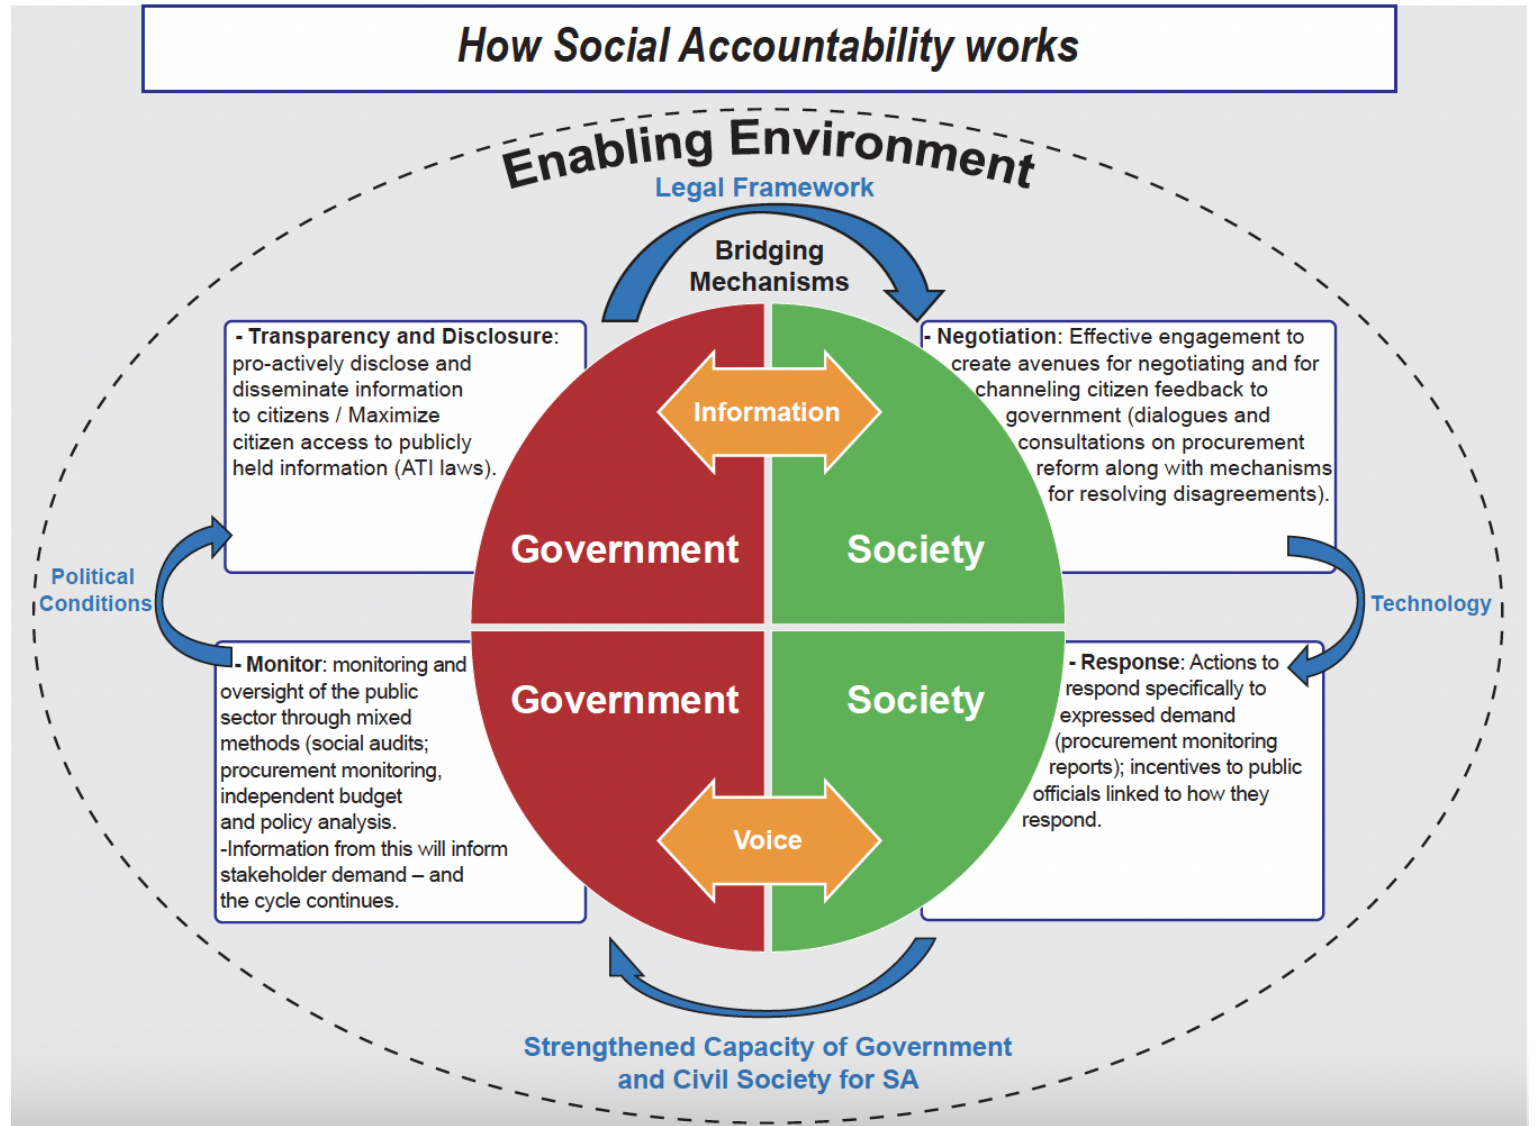 How Social Accountability works
Enabling Environment
Legal Framework
Bridging
Mechanisms
- Transparency and Disclosure:
pro-actively disclose and
disseminate information
to citizens / Maximize
citizen access to publicly
held information (ATI laws).
- Negotiation: Effective engagement to
create avenues for negotiating and for
channeling citizen feedback to
government (dialogues and
consultations on procurement
reform along with mechanisms
for resolving disagreements).
Information
Government
Society
Political
Conditions
Technology
- Monitor: monitoring and
oversight of the public
sector through mixed
methods (social audits;
procurement monitoring,
independent budget
and policy analysis.
-Information from this will inform
stakeholder demand – and
the cycle continues.
Government
Society
Voice
- Response: Actions to
respond specifically to
expressed demand
(procurement monitoring
reports); incentives to public
officials linked to how they
respond.
Strengthened Capacity of Government
and Civil Society for SA